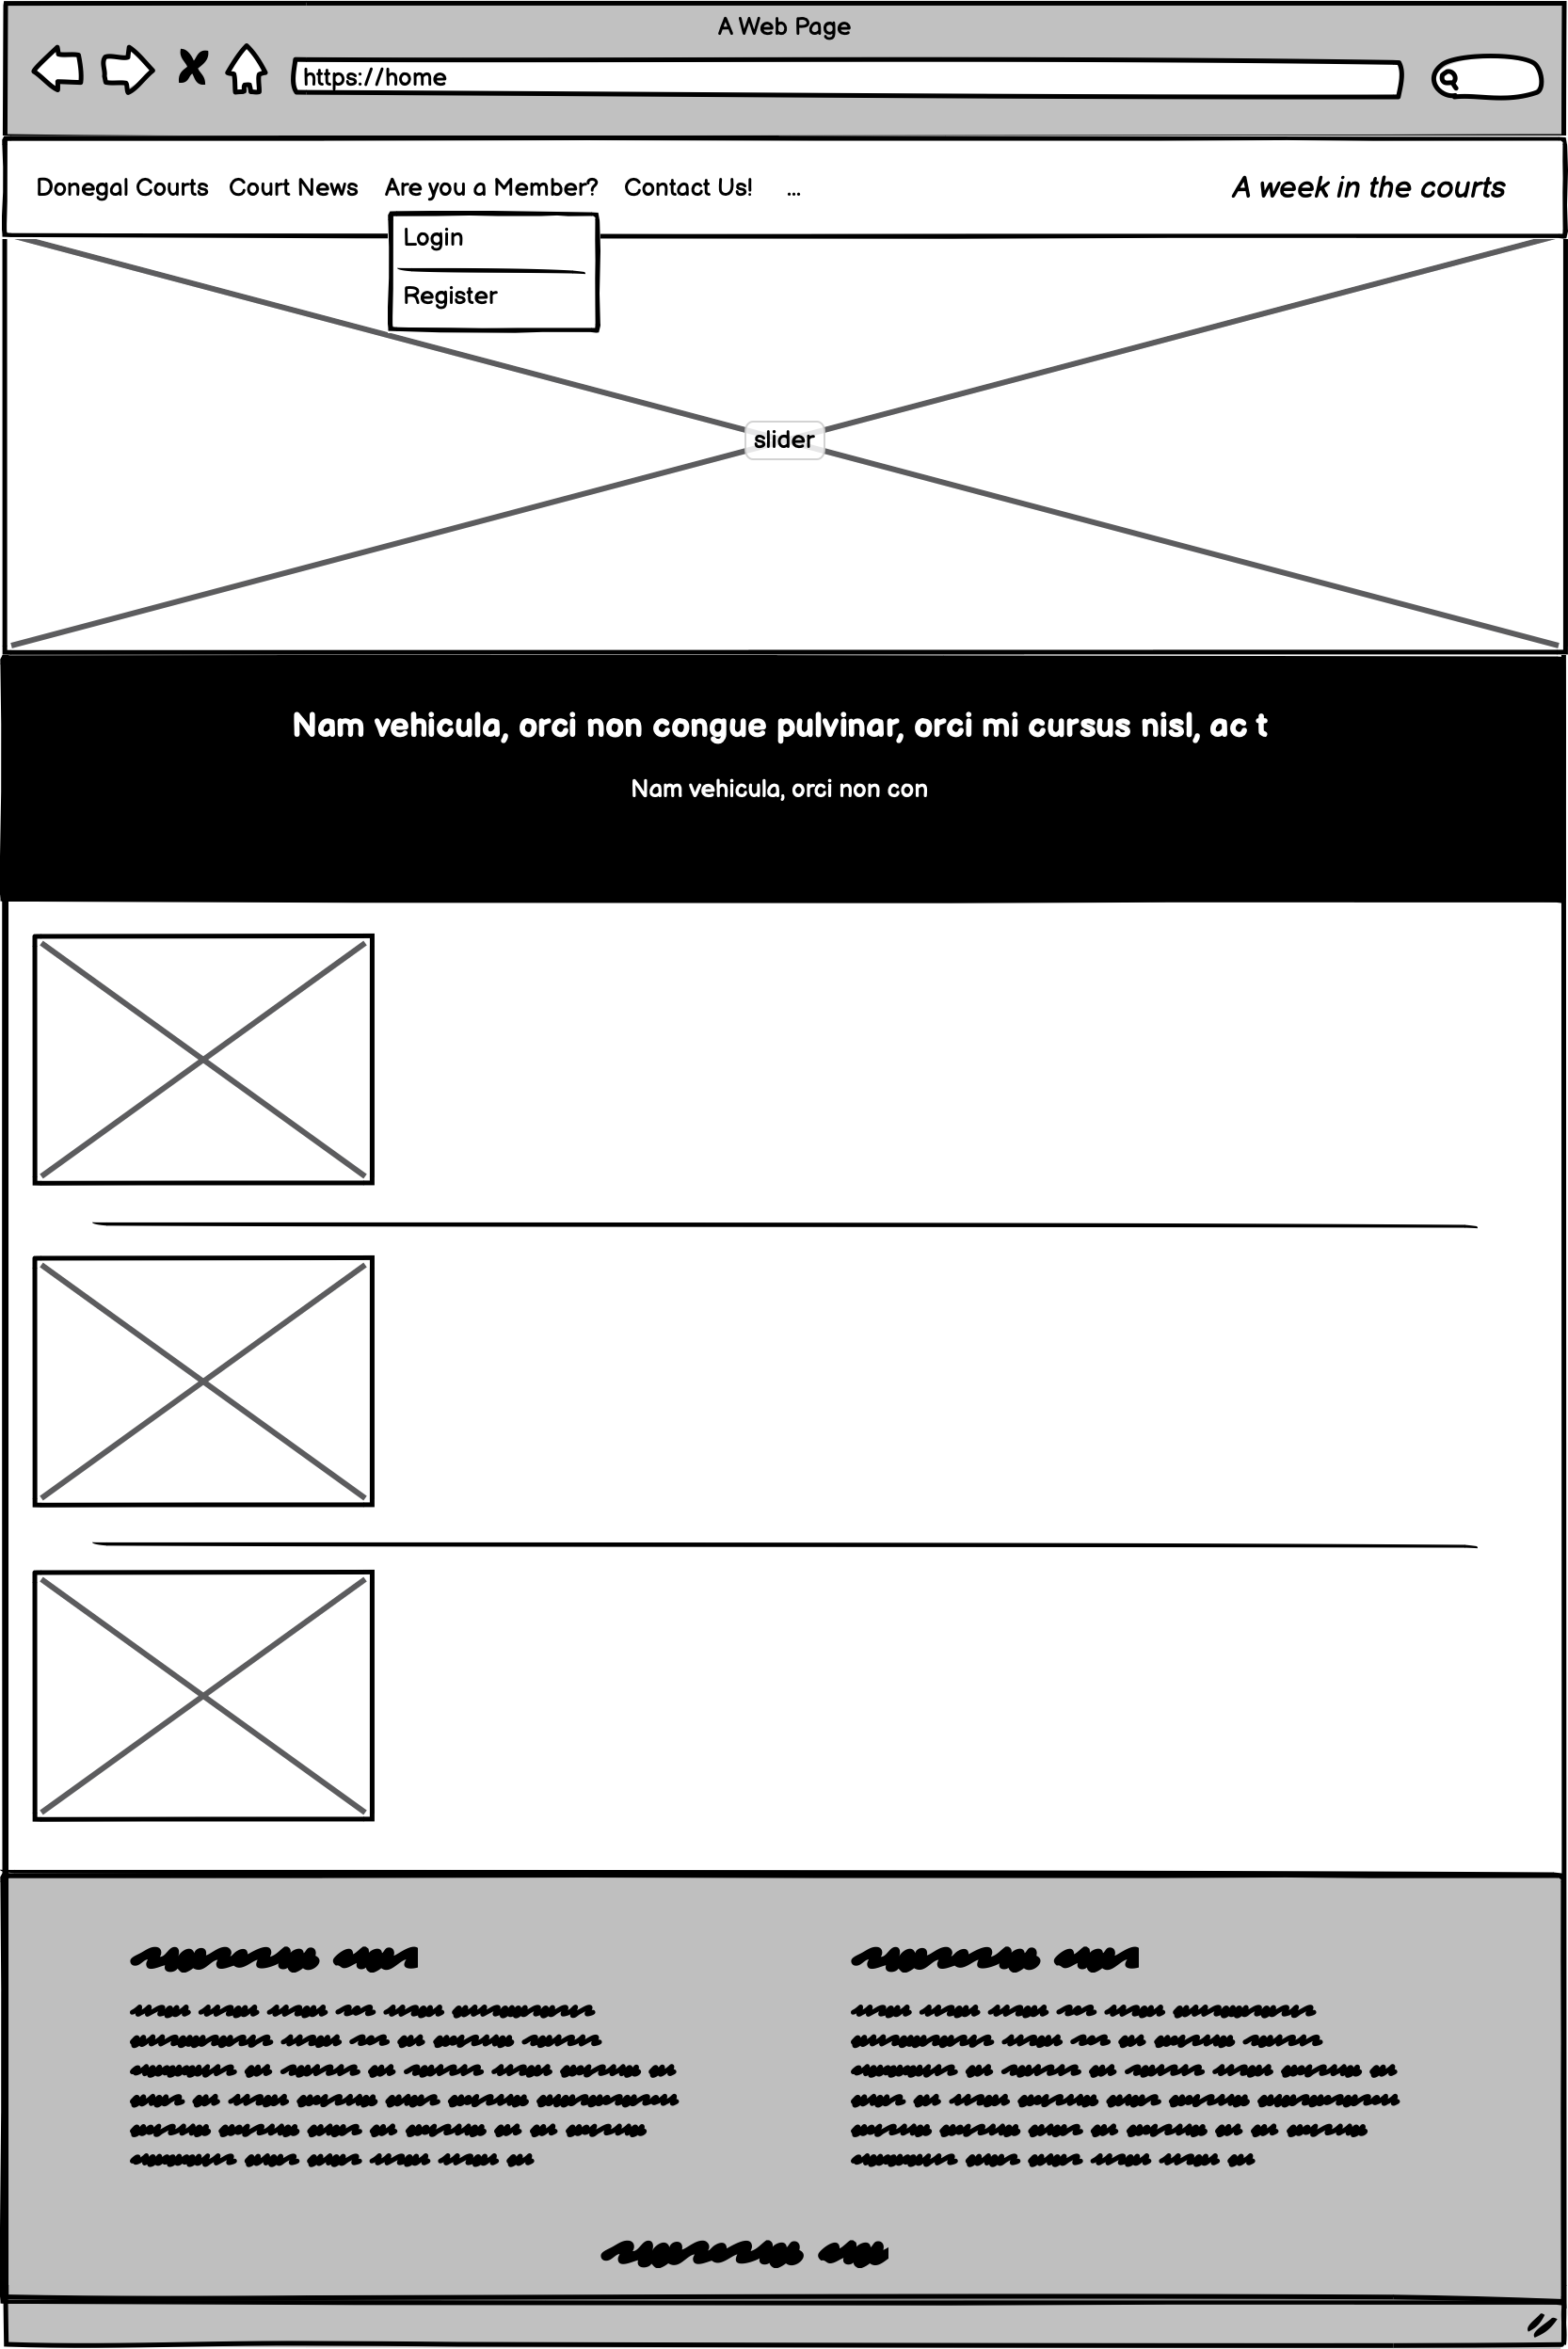 A Web Page
https://home
Donegal Courts Court News Are you a Member? Contact Us! ... A week in the courts
Login
Register
slider
Nam vehicula, orci non congue pulvinar, orci mi cursus nisl, ac t
Nam vehicula, orci non con